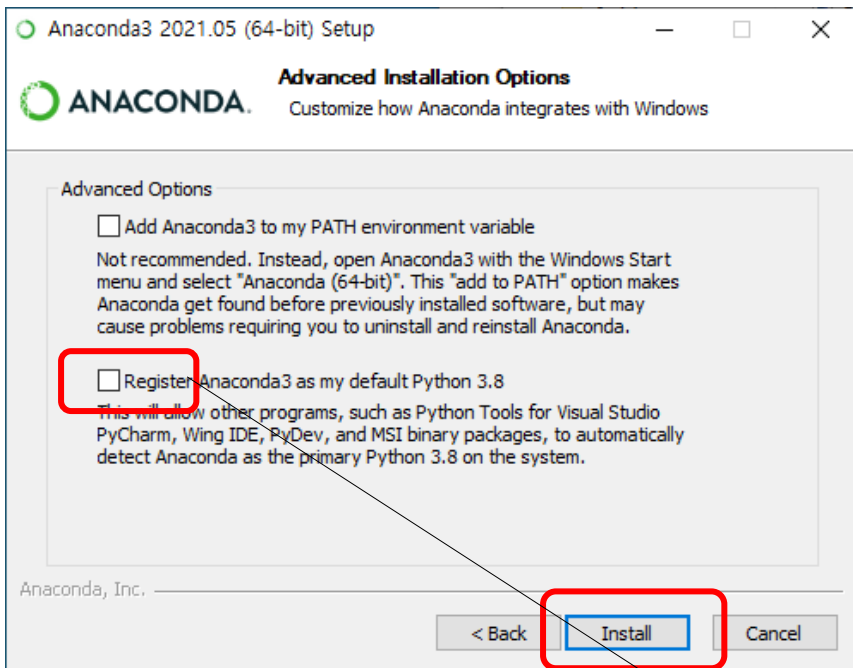 Anaconda3 2021.05 (64-bit) Setup
ANACONDA.
Advanced Installation Options
Customize how Anaconda integrates with Windows
Advanced Options
Add Anaconda3 to my PATH environment variable
Not recommended. Instead, open Anaconda3 with the Windows Start
menu and select "Anaconda (64-bit)". This "add to PATH" option makes
Anaconda get found before previously installed software, but may
cause problems requiring you to uninstall and reinstall Anaconda.
Register Anaconda3 as my default Python 3.8
This will allow other programs, such as Python Tools for Visual Studio
PyCharm, Wing IDE, PyDev, and MSI binary packages, to automatically
detect Anaconda as the primary Python 3.8 on the system.
Anaconda, Inc.
< Back
Install
Cancel